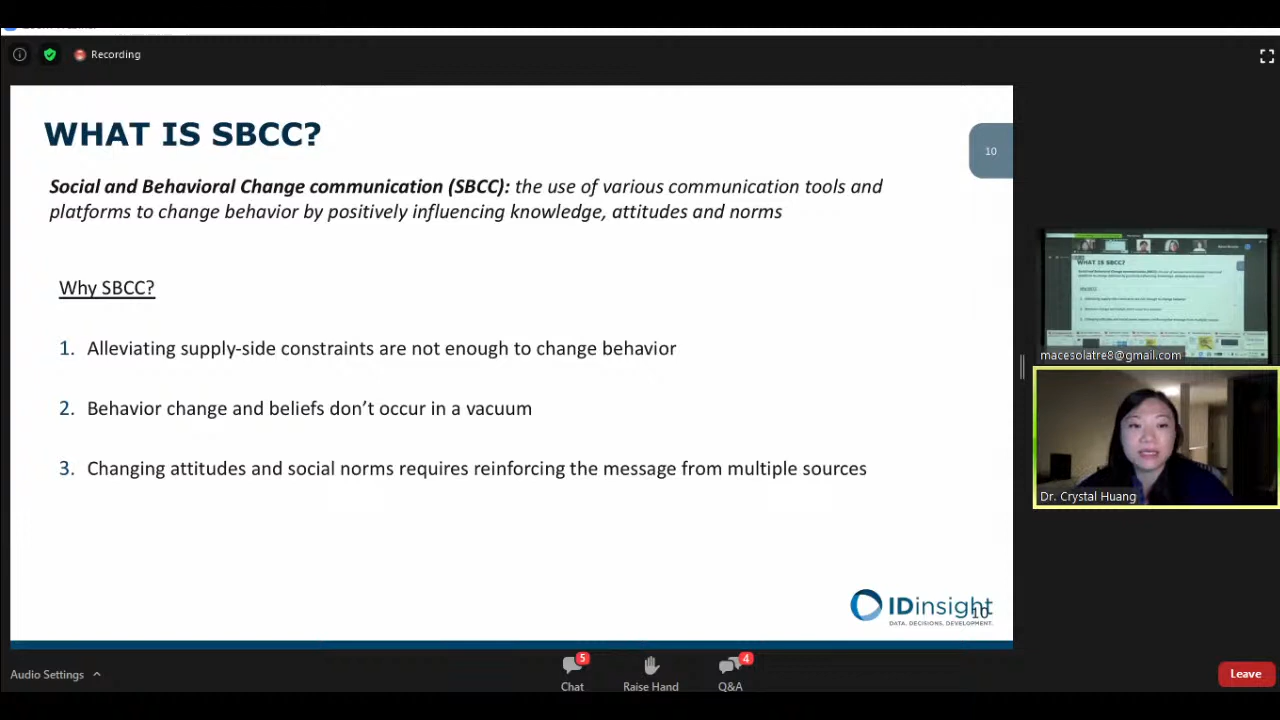 Recording
WHAT IS SBCC?
10
Social and Behavioral Change communication (SBCC): the use of various communication tools and
platforms to change behavior by positively influencing knowledge, attitudes and norms
Why SBCC?
1. Alleviating supply-side constraints are not enough to change behavior
2. Behavior change and beliefs don’t occur in a vacuum
3. Changing attitudes and social norms requires reinforcing the message from multiple sources
IDinsight
10
DATA. DECISIONS. DEVELOPMENT.
WHAT IS SBCC?
macesolatre8@gmail.com
Dr. Crystal Huang
Audio Settings
5
Chat
Raise Hand
4
Q&A
Leave